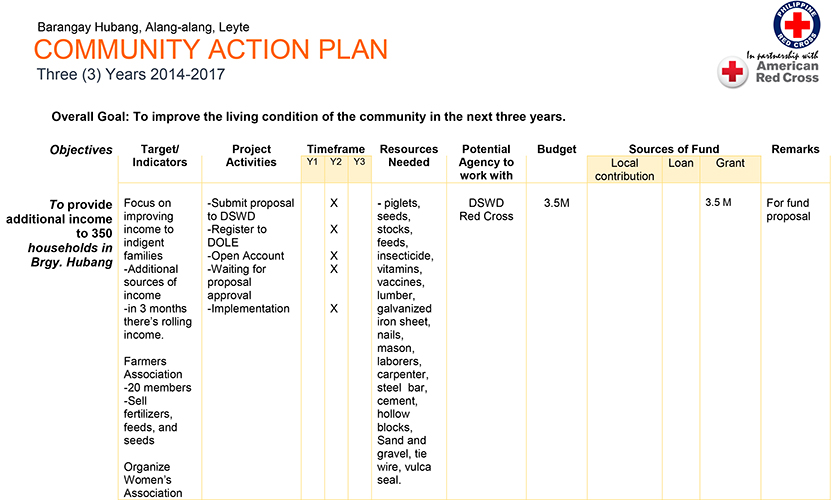 Barangay Hubang, Alang-alang, Leyte
COMMUNITY ACTION PLAN
Three (3) Years 2014-2017
PHILIPPINE
RED CROSS
In partnership with
American
Red Cross
Overall Goal: To improve the living condition of the community in the next three years.
Objectives
Target/
Indicators
Project
Activities
Timeframe
Y1 Y2 Y3
Resources
Needed
Potential
Agency to
work with
Budget
Sources of Fund
Local
contribution
Loan
Grant
Remarks
To provide
additional income
to 350
households in
Brgy. Hubang
Focus on
improving
income to
indigent
families
-Additional
sources of
income
-in 3 months
there's rolling
income.
Farmers
Association
-20 members
-Sell
fertilizers,
feeds, and
seeds
Organize
Women's
Association
-Submit proposal
to DSWD
-Register to
DOLE
-Open Account
-Waiting for
proposal
approval
-Implementation
X
X
X
X
X
- piglets,
seeds,
stocks,
feeds,
insecticide,
vitamins,
vaccines,
lumber,
galvanized
iron sheet,
nails,
mason,
laborers,
carpenter,
steel bar,
cement,
hollow
blocks,
Sand and
gravel, tie
wire, vulca
seal.
DSWD
Red Cross
3.5M
3.5 M
For fund
proposal